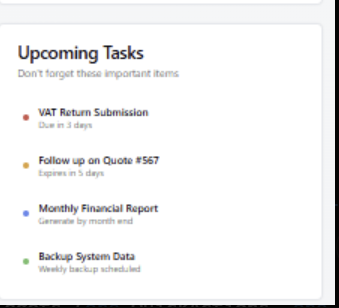 Upcoming Tasks
Don't forget these important items
VAT Return Submission
Due in 3 days
Follow up on Quote #567
Expires in 5 days
Monthly Financial Report
Generate by month end
Backup System Data
Weekly backup scheduled